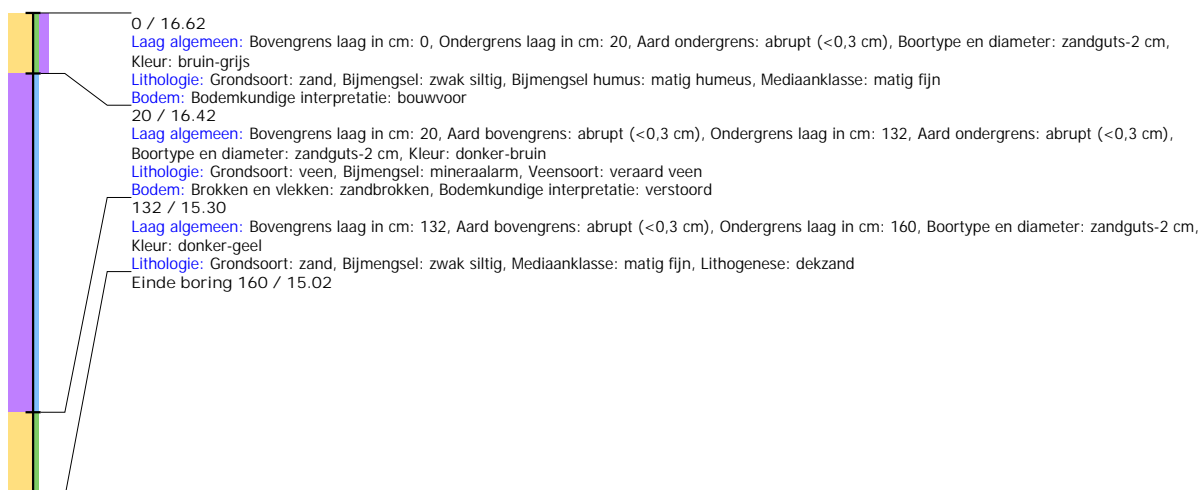 0 / 16.62
Laag algemeen: Bovengrens laag in cm: 0, Ondergrens laag in cm: 20, Aard ondergrens: abrupt (<0,3 cm), Boortype en diameter: zandguts-2 cm,
Kleur: bruin-grijs
Lithologie: Grondsoort: zand, Bijmengsel: zwak siltig, Bijmengsel humus: matig humeus, Mediaanklasse: matig fijn
Bodem: Bodemkundige interpretatie: bouwvoor
20 / 16.42
Laag algemeen: Bovengrens laag in cm: 20, Aard bovengrens: abrupt (<0,3 cm), Ondergrens laag in cm: 132, Aard ondergrens: abrupt (<0,3 cm),
Boortype en diameter: zandguts-2 cm, Kleur: donker-bruin
Lithologie: Grondsoort: veen, Bijmengsel: mineraalarm, Veensoort: veraard veen
Bodem: Brokken en vlekken: zandbrokken, Bodemkundige interpretatie: verstoord
132 / 15.30
Laag algemeen: Bovengrens laag in cm: 132, Aard bovengrens: abrupt (<0,3 cm), Ondergrens laag in cm: 160, Boortype en diameter: zandguts-2 cm,
Kleur: donker-geel
Lithologie: Grondsoort: zand, Bijmengsel: zwak siltig, Mediaanklasse: matig fijn, Lithogenese: dekzand
Einde boring 160 / 15.02